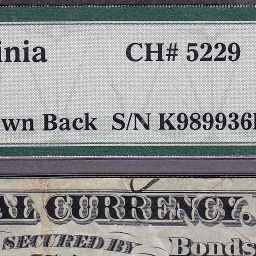 inia CH# 5229
wn Back S/N K989936
AL CURRENCY.
SECURED BY Bonds